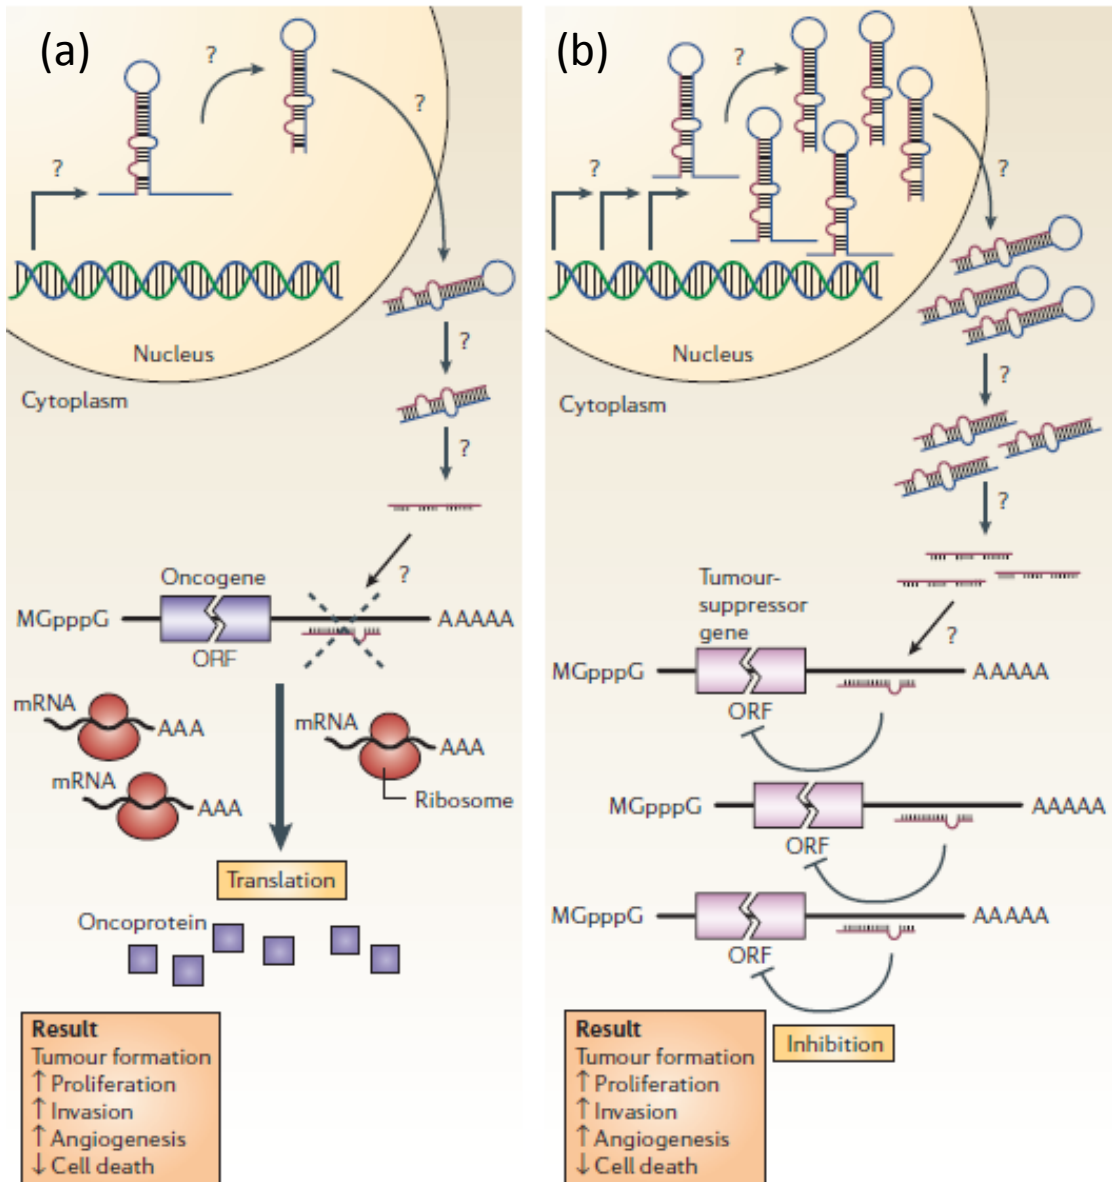 (a)
?
?
?
Nucleus
Cytoplasm
?
?
?
Oncogene
MGpppG
AAAAA
ORF
mRNA
AAA
mRNA
AAA
mRNA
AAA
Ribosome
Translation
Oncoprotein
Result
Tumour formation
↑ Proliferation
↑ Invasion
↑ Angiogenesis
↓ Cell death
(b)
?
?
?
Nucleus
Cytoplasm
?
?
?
Tumour-
suppressor
gene
MGpppG
AAAAA
ORF
MGpppG
AAAAA
ORF
MGpppG
AAAAA
ORF
Inhibition
Result
Tumour formation
↑ Proliferation
↑ Invasion
↑ Angiogenesis
↓ Cell death